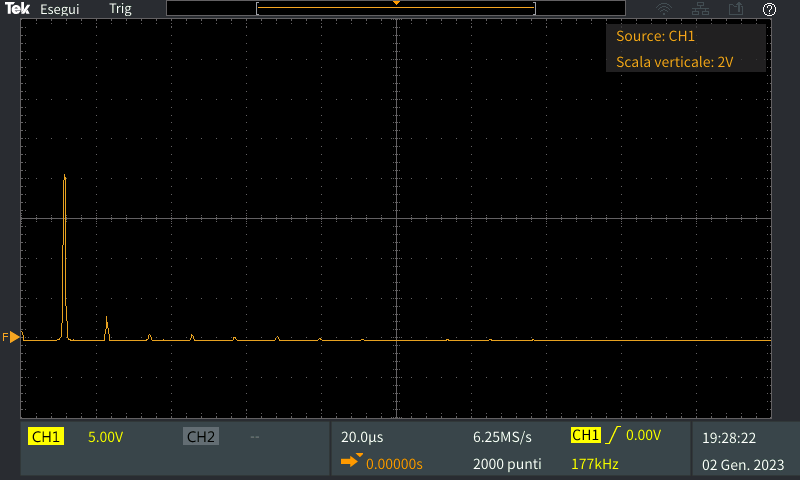 Tek Esegui Trig
Source: CH1
Scala verticale: 2V
F
CH1 5.00V CH2 -- 20.0µs 6.25MS/s CH1 0.00V 19:28:22
0.00000s 2000 punti 177kHz 02 Gen. 2023